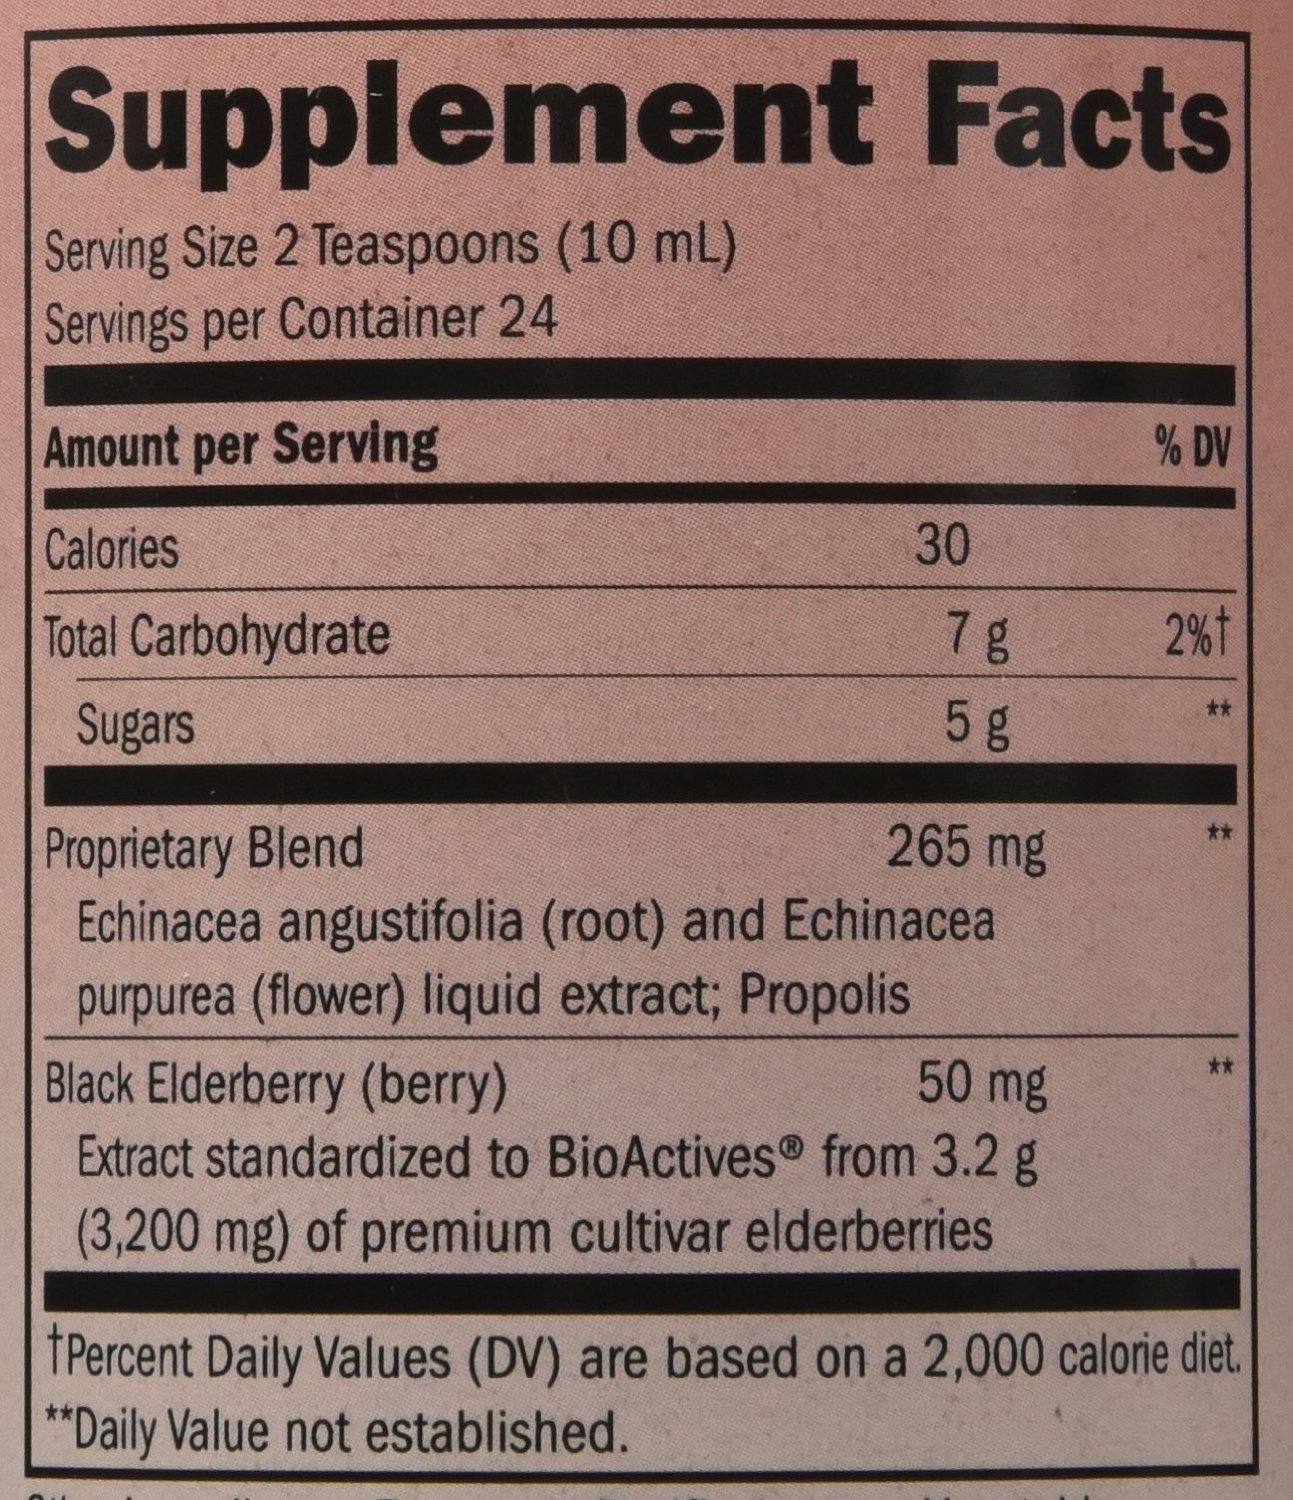 Supplement Facts
Serving Size 2 Teaspoons (10 mL)
Servings per Container 24
Amount per Serving % DV
Calories 30
Total Carbohydrate 7 g 2%†
Sugars 5 g **
Proprietary Blend 265 mg **
Echinacea angustifolia (root) and Echinacea
purpurea (flower) liquid extract; Propolis
Black Elderberry (berry) 50 mg **
Extract standardized to BioActives® from 3.2 g
(3,200 mg) of premium cultivar elderberries
†Percent Daily Values (DV) are based on a 2,000 calorie diet.
**Daily Value not established.